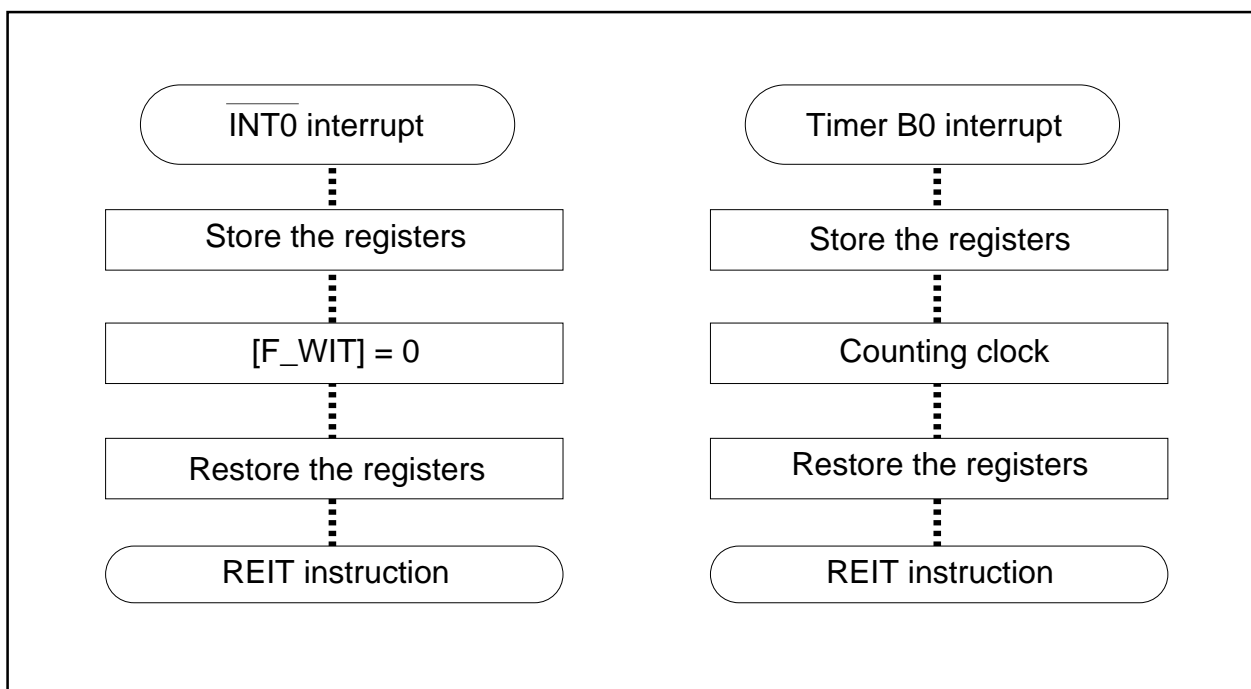 INT0 interrupt
Store the registers
[F_WIT] = 0
Restore the registers
REIT instruction
Timer B0 interrupt
Store the registers
Counting clock
Restore the registers
REIT instruction